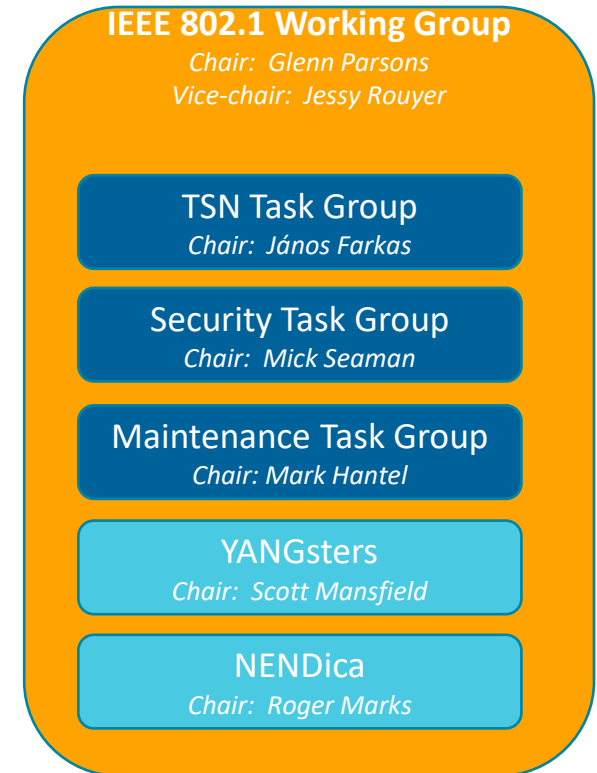 IEEE 802.1 Working Group
Chair: Glenn Parsons
Vice-chair: Jessy Rouyer
TSN Task Group
Chair: János Farkas
Security Task Group
Chair: Mick Seaman
Maintenance Task Group
Chair: Mark Hantel
YANGsters
Chair: Scott Mansfield
NENDica
Chair: Roger Marks